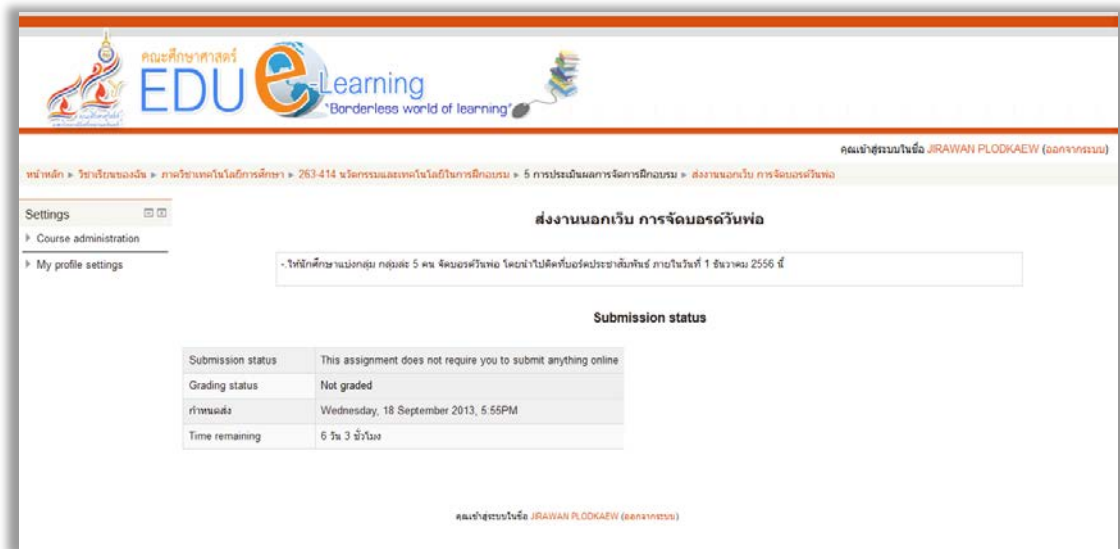 คณะศึกษาศาสตร์
EDU e-Learning
"Borderless world of learning"
คุณเข้าสู่ระบบในชื่อ JIRAWAN PLODKAEW (ออกจากระบบ)
หน้าหลัก ► วิชาเรียนของฉัน ► ภาควิชาเทคโนโลยีการศึกษา ► 263-414 นวัตกรรมและเทคโนโลยีในการฝึกอบรม ► 5 การประเมินผลการจัดการฝึกอบรม ► ส่งงานนอกเว็บ การจัดบอรด์วันพ่อ
Settings
Course administration
My profile settings
ส่งงานนอกเว็บ การจัดบอรด์วันพ่อ
-.ให้นักศึกษาแบ่งกลุ่ม กลุ่มละ 5 คน จัดบอรด์วันพ่อ โดยนำไปติดที่บอร์ดประชาสัมพันธ์ ภายในวันที่ 1 ธันวาคม 2556 นี้
Submission status
Submission status This assignment does not require you to submit anything online
Grading status Not graded
กำหนดส่ง Wednesday, 18 September 2013, 5:55PM
Time remaining 6 วัน 3 ชั่วโมง
คุณเข้าสู่ระบบในชื่อ JIRAWAN PLODKAEW (ออกจากระบบ)